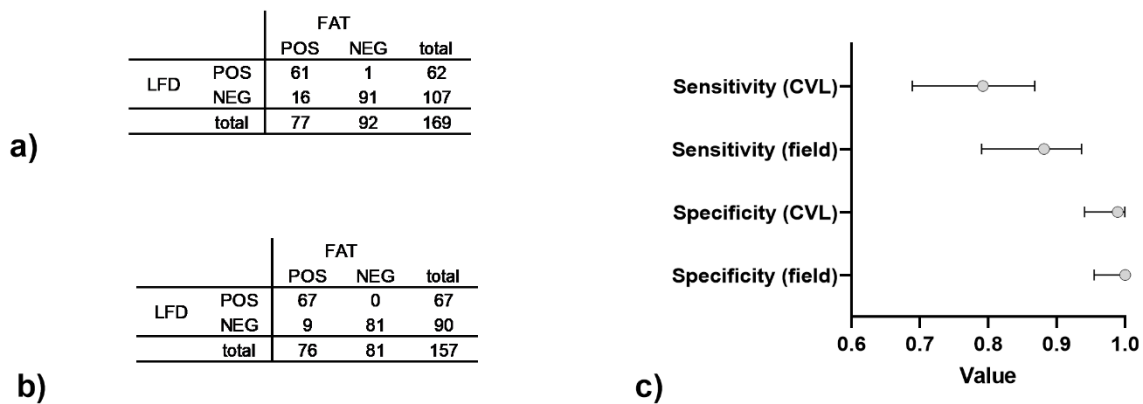 FAT
POS NEG total
LFD
POS 61 1 62
NEG 16 91 107
total 77 92 169
a)
FAT
POS NEG total
LFD
POS 67 0 67
NEG 9 81 90
total 76 81 157
b)
Sensitivity (CVL)
Sensitivity (field)
Specificity (CVL)
Specificity (field)
0.6 0.7 0.8 0.9 1.0
Value
c)